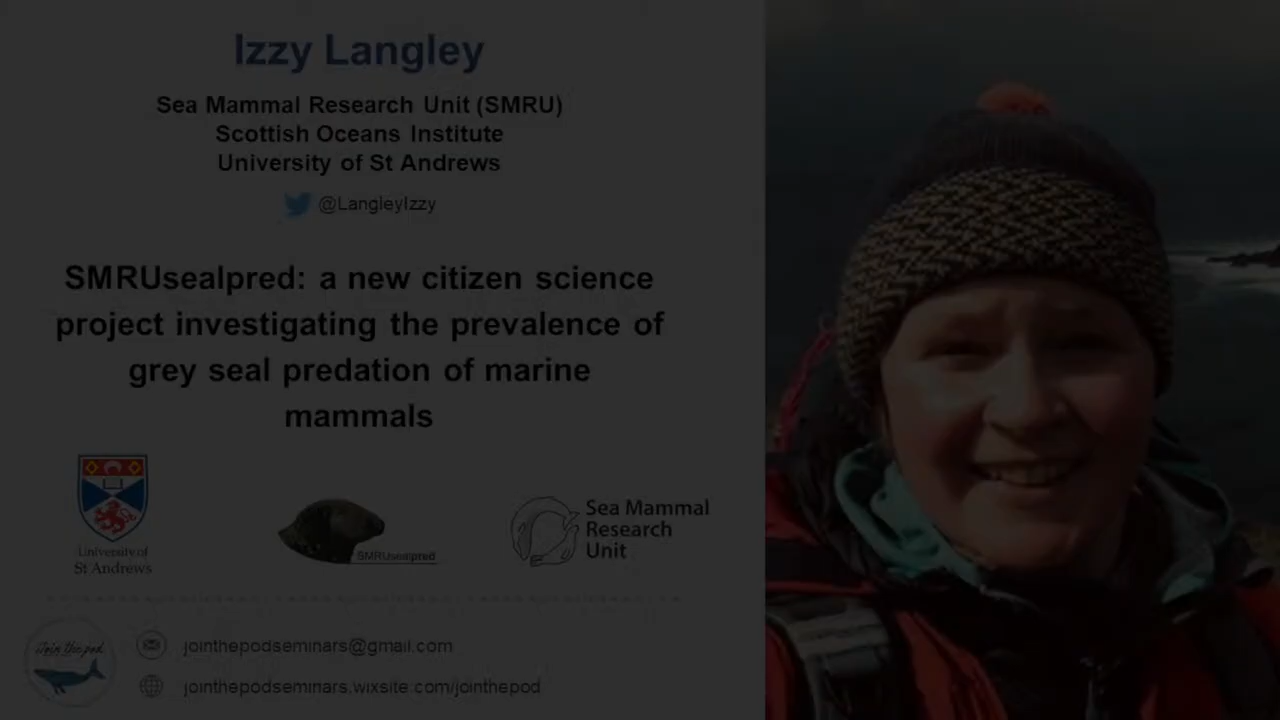 Izzy Langley
Sea Mammal Research Unit (SMRU)
Scottish Oceans Institute
University of St Andrews
@LangleyIzzy
SMRUsealpred: a new citizen science
project investigating the prevalence of
grey seal predation of marine
mammals
University of
St Andrews
SMRUsealpred
Sea Mammal
Research
Unit
Join the pod
jointhepodseminars@gmail.com
jointhepodseminars.wixsite.com/jointhepod